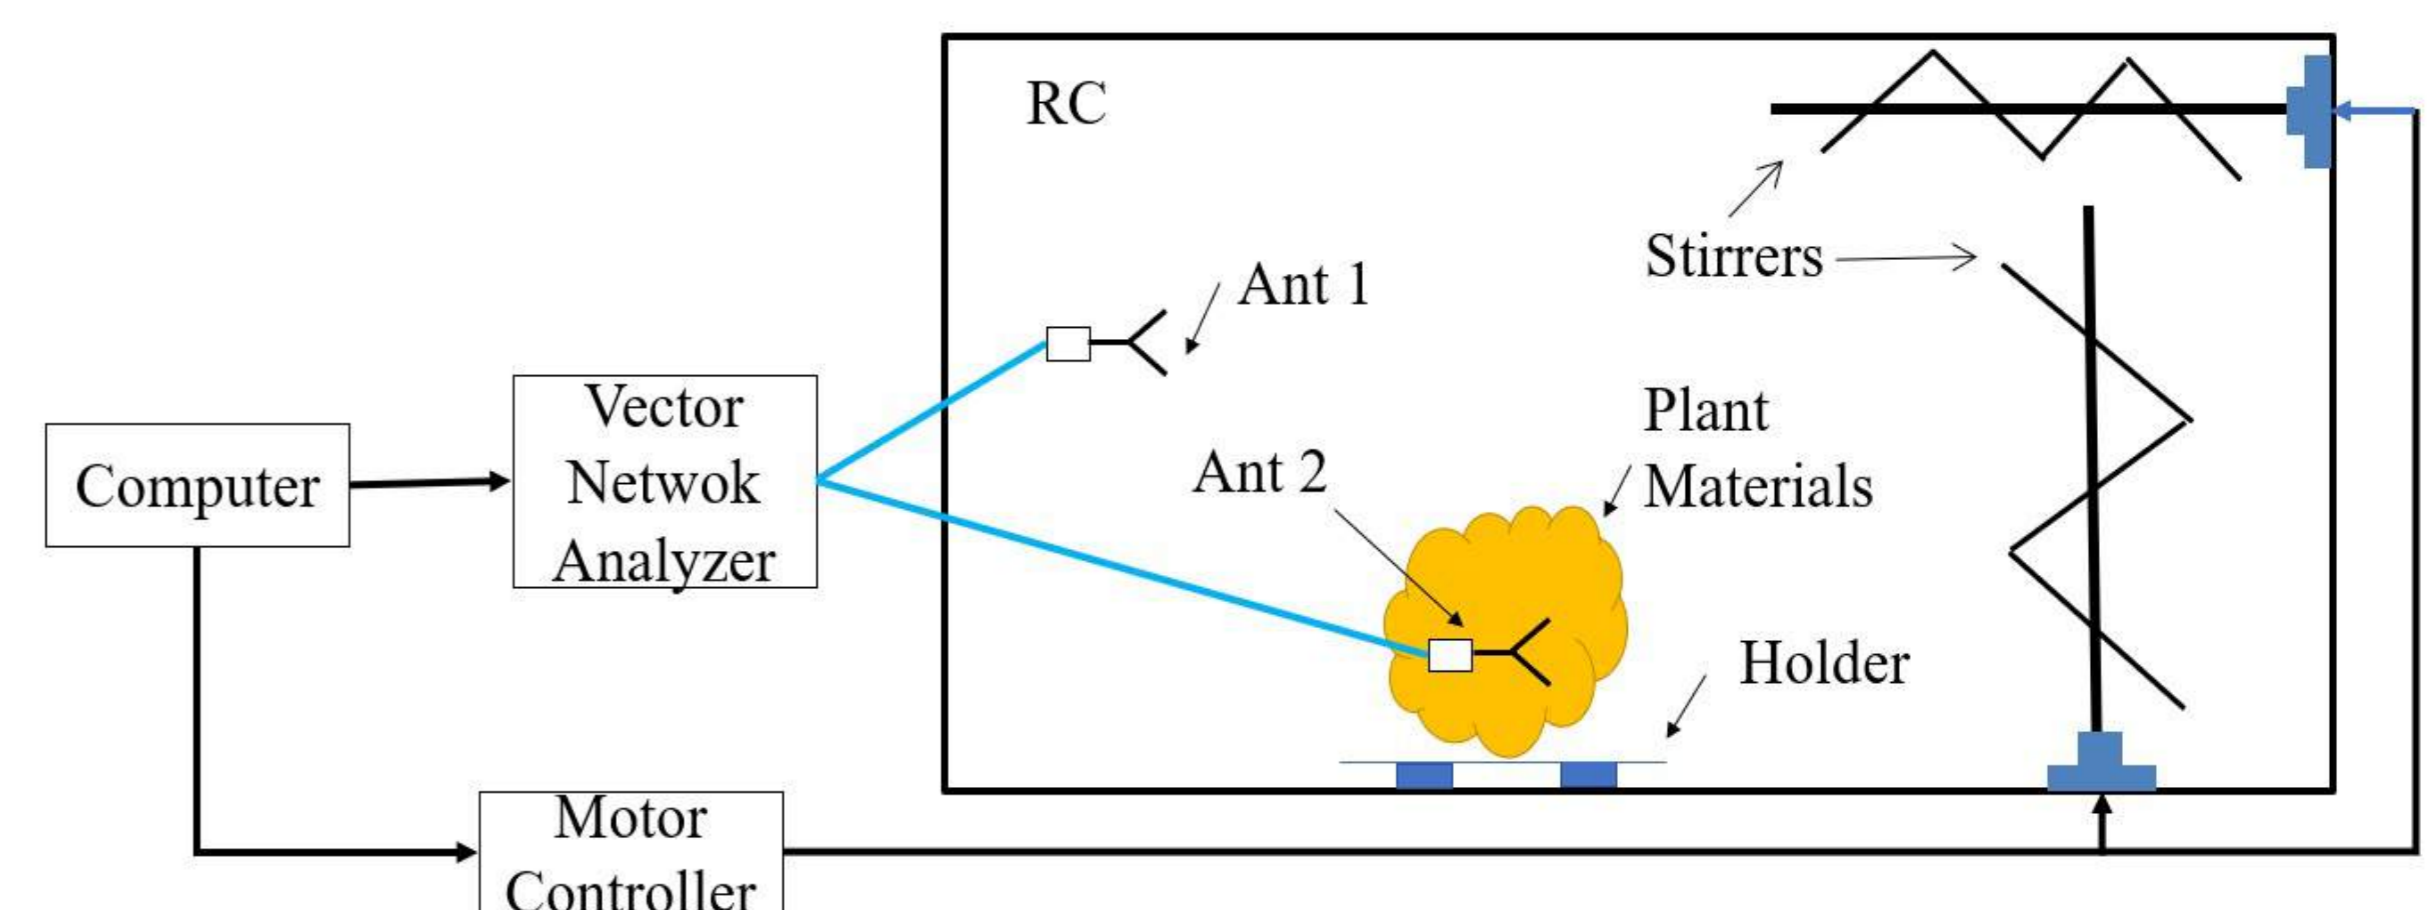 RC
Ant 1
Stirrers
Vector
Netwok
Analyzer
Computer
Ant 2
Plant
Materials
Holder
Motor
Controller